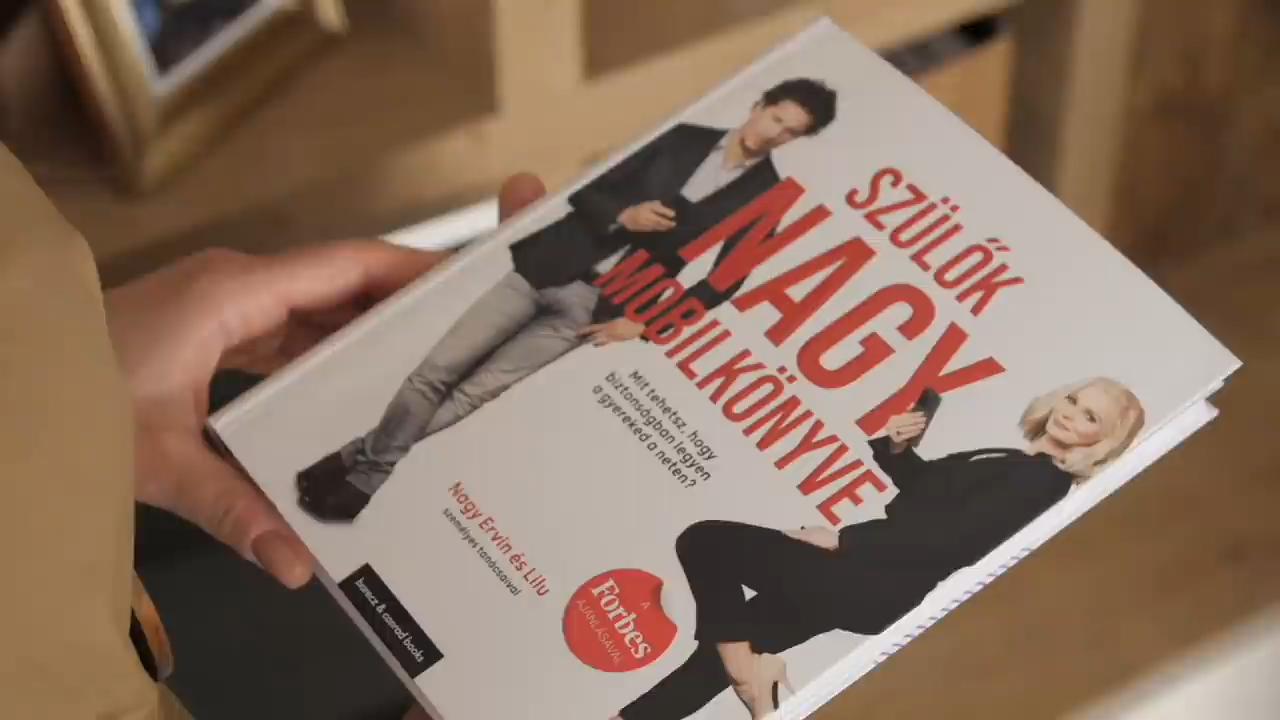 SZÜLŐK
NAGY
MOBILKÖNYVE
Mit tehetsz, hogy
biztonságban legyen
a gyereked a neten?
Nagy Ervin és Lilu
személyes tanácsaival
A
Forbes
AJÁNLÁSÁVAL
barecz & conrad books